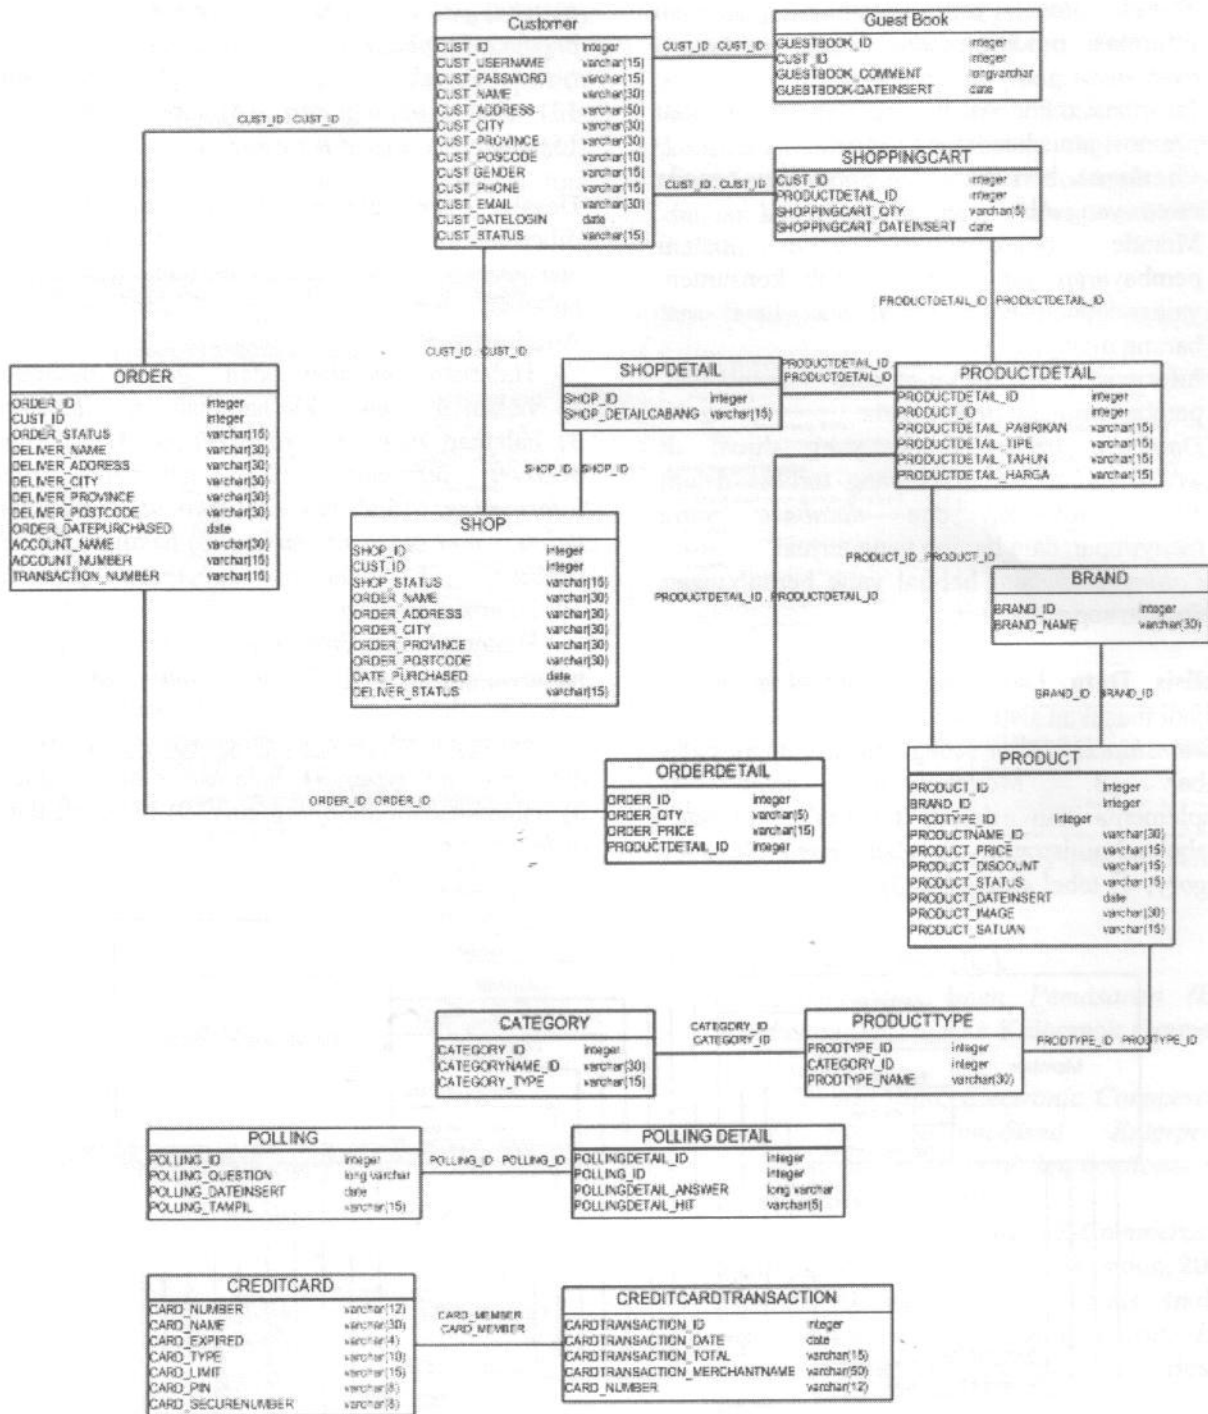 Customer
CUST_ID integer
CUST_USERNAME varchar(15)
CUST_PASSWORD varchar(15)
CUST_NAME varchar(30)
CUST_ADDRESS varchar(50)
CUST_CITY varchar(30)
CUST_PROVINCE varchar(30)
CUST_POSCODE varchar(10)
CUST GENDER varchar(15)
CUST_PHONE varchar(15)
CUST_EMAIL varchar(30)
CUST_DATELOGIN date
CUST_STATUS varchar(15)
CUST_ID CUST_ID
Guest Book
GUESTBOOK_ID integer
CUST_ID integer
GUESTBOOK_COMMENT longvarchar
GUESTBOOK-DATEINSERT date
CUST_ID CUST_ID
CUST_ID . CUST_ID
SHOPPINGCART
CUST_ID integer
PRODUCTDETAIL_ID integer
SHOPPINGCART_QTY varchar(5)
SHOPPINGCART_DATEINSERT date
PRODUCTDETAIL_ID PRODUCTDETAIL_ID
CUST_ID CUST_ID
ORDER
ORDER_ID integer
CUST_ID integer
ORDER_STATUS varchar(15)
DELIVER_NAME varchar(30)
DELIVER_ADDRESS varchar(30)
DELIVER_CITY varchar(30)
DELIVER_PROVINCE varchar(30)
DELIVER_POSTCODE varchar(30)
ORDER_DATEPURCHASED date
ACCOUNT_NAME varchar(30)
ACCOUNT_NUMBER varchar(15)
TRANSACTION_NUMBER varchar(15)
SHOPDETAIL
SHOP_ID integer
SHOP_DETAILCABANG varchar(15)
PRODUCTDETAIL_ID
PRODUCTDETAIL_ID
PRODUCTDETAIL
PRODUCTDETAIL_ID integer
PRODUCT_ID integer
PRODUCTDETAIL_PABRIKAN varchar(15)
PRODUCTDETAIL_TIPE varchar(15)
PRODUCTDETAIL_TAHUN varchar(15)
PRODUCTDETAIL_HARGA varchar(15)
SHOP_ID SHOP_ID
SHOP
SHOP_ID integer
CUST_ID integer
SHOP_STATUS varchar(15)
ORDER_NAME varchar(30)
ORDER_ADDRESS varchar(30)
ORDER_CITY varchar(30)
ORDER_PROVINCE varchar(30)
ORDER_POSTCODE varchar(30)
DATE_PURCHASED date
DELIVER_STATUS varchar(15)
PRODUCT_ID PRODUCT_ID
PRODUCTDETAIL_ID . PRODUCTDETAIL_ID
BRAND
BRAND_ID integer
BRAND_NAME varchar(30)
BRAND_ID BRAND_ID
ORDER_ID ORDER_ID
ORDERDETAIL
ORDER_ID integer
ORDER_QTY varchar(5)
ORDER_PRICE varchar(15)
PRODUCTDETAIL_ID integer
PRODUCT
PRODUCT_ID integer
BRAND_ID integer
PRODTYPE_ID integer
PRODUCTNAME_ID varchar(30)
PRODUCT_PRICE varchar(15)
PRODUCT_DISCOUNT varchar(15)
PRODUCT_STATUS varchar(15)
PRODUCT_DATEINSERT date
PRODUCT_IMAGE varchar(30)
PRODUCT_SATUAN varchar(15)
CATEGORY
CATEGORY_ID integer
CATEGORYNAME_ID varchar(30)
CATEGORY_TYPE varchar(15)
CATEGORY_ID
CATEGORY_ID
PRODUCTTYPE
PRODTYPE_ID integer
CATEGORY_ID integer
PRODTYPE_NAME varchar(30)
PRODTYPE_ID PRODTYPE_ID
POLLING
POLLING_ID integer
POLLING_QUESTION long varchar
POLLING_DATEINSERT date
POLLING_TAMPIL varchar(15)
POLLING_ID POLLING_ID
POLLING DETAIL
POLLINGDETAIL_ID integer
POLLING_ID integer
POLLINGDETAIL_ANSWER long varchar
POLLINGDETAIL_HIT varchar(5)
CREDITCARD
CARD_NUMBER varchar(12)
CARD_NAME varchar(30)
CARD_EXPIRED varchar(4)
CARD_TYPE varchar(10)
CARD_LIMIT varchar(15)
CARD_PIN varchar(8)
CARD_SECURENUMBER varchar(8)
CARD_MEMBER
CARD_MEMBER
CREDITCARDTRANSACTION
CARDTRANSACTION_ID integer
CARDTRANSACTION_DATE date
CARDTRANSACTION_TOTAL varchar(15)
CARDTRANSACTION_MERCHANTNAME varchar(50)
CARD_NUMBER varchar(12)